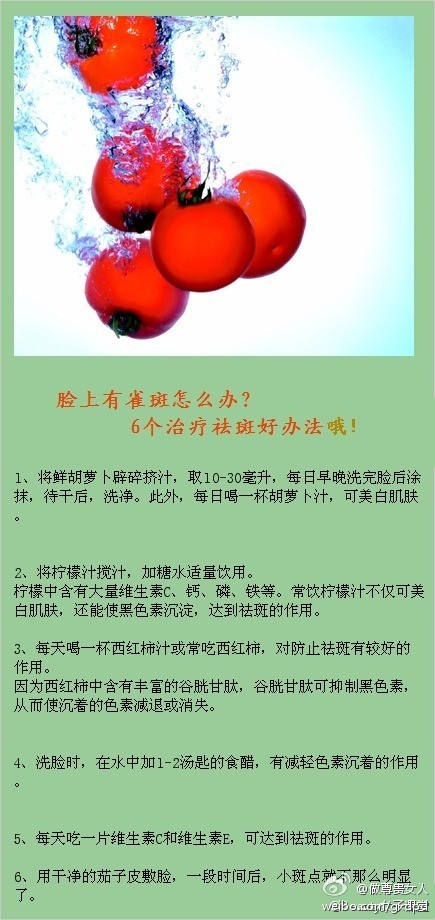 脸上有雀斑怎么办？
6个治疗祛斑好办法哦！
1、将鲜胡萝卜辟碎挤汁，取10-30毫升，每日早晚洗完脸后涂
抹，待干后，洗净。此外，每日喝一杯胡萝卜汁，可美白肌肤
。
2、将柠檬汁搅汁，加糖水适量饮用。
柠檬中含有大量维生素C、钙、磷、铁等。常饮柠檬汁不仅可美
白肌肤，还能使黑色素沉淀，达到祛斑的作用。
3、每天喝一杯西红柿汁或常吃西红柿，对防止祛斑有较好的
作用。
因为西红柿中含有丰富的谷胱甘肽，谷胱甘肽可抑制黑色素，
从而使沉着的色素减退或消失。
4、洗脸时，在水中加1-2汤匙的食醋，有减轻色素沉着的作用
。
5、每天吃一片维生素C和维生素E，可达到祛斑的作用。
6、用干净的茄子皮敷脸，一段时间后，小斑点就不那么明显
了。
@做尊美女人